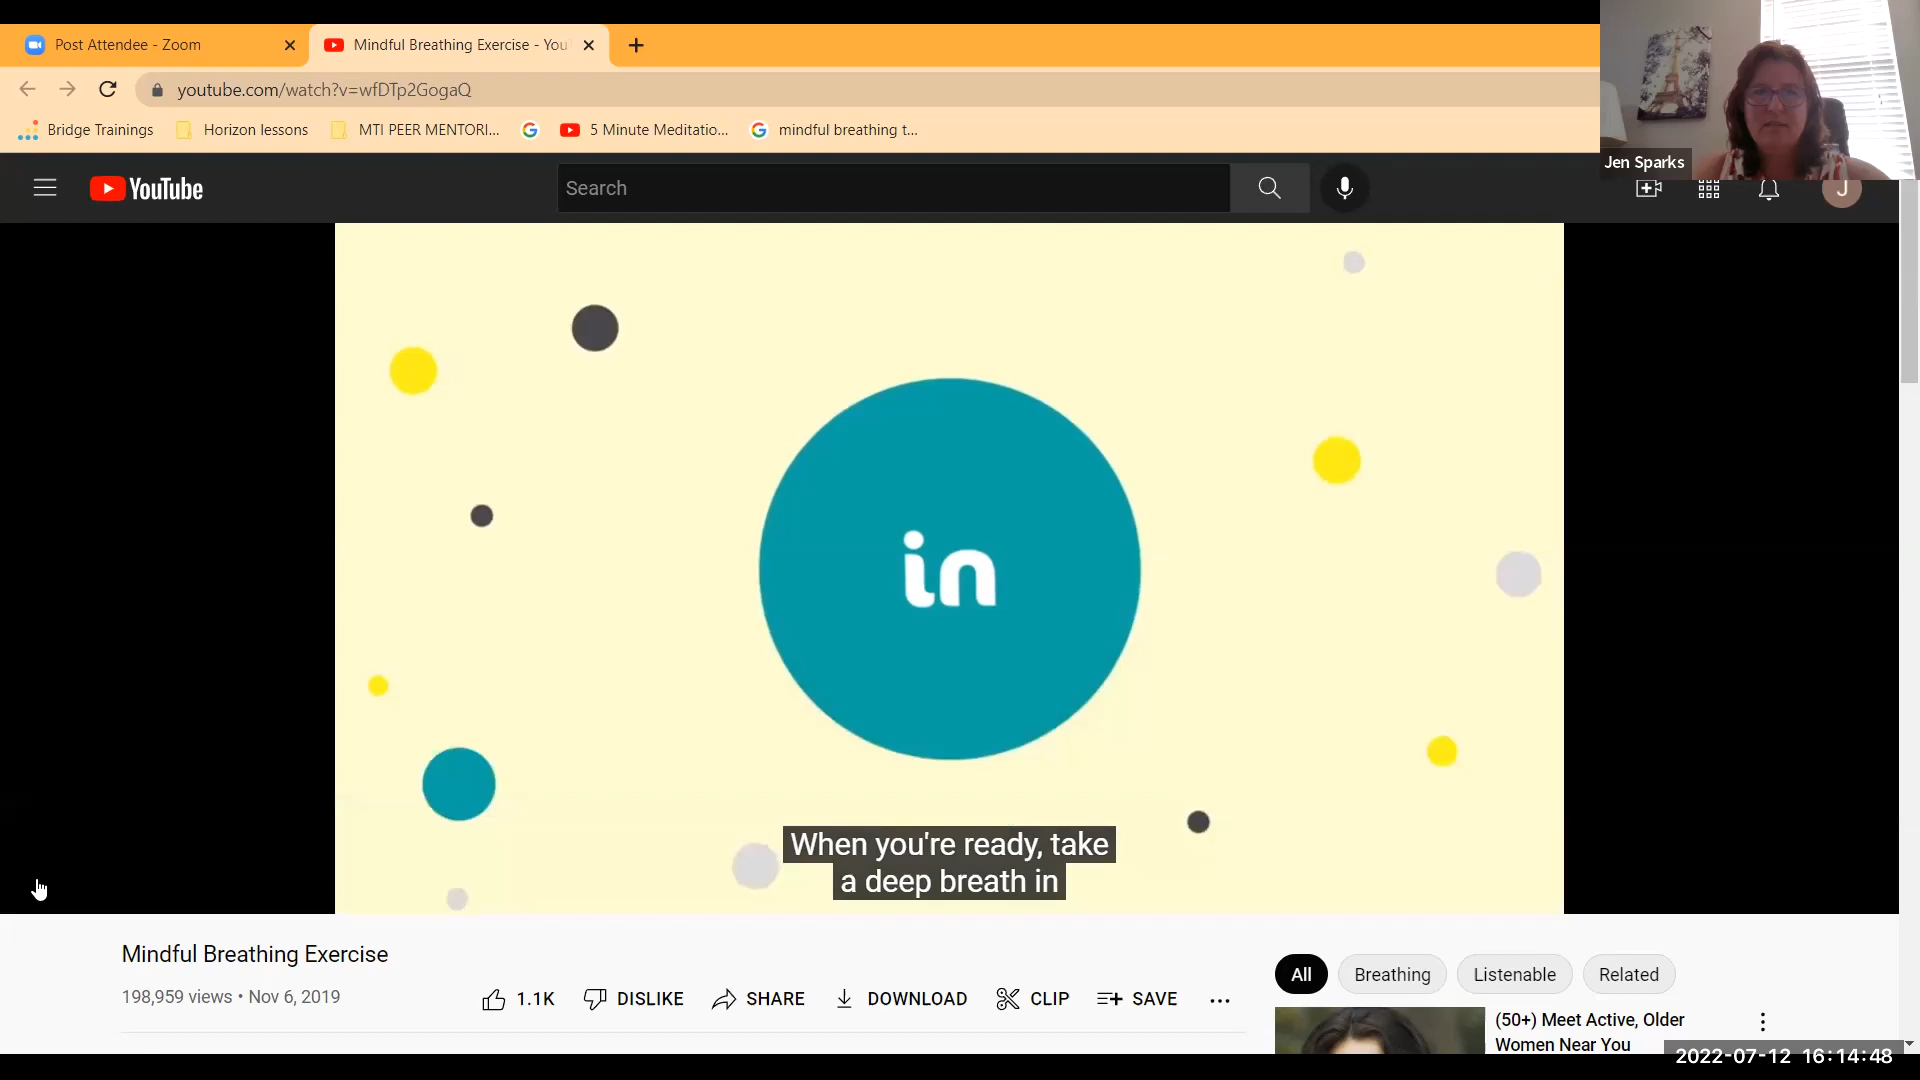 Post Attendee - Zoom
Mindful Breathing Exercise - You
youtube.com/watch?v=wfDTp2GogaQ
Bridge Trainings
Horizon lessons
MTI PEER MENTORI...
5 Minute Meditatio...
mindful breathing t...
Jen Sparks
YouTube
Search
J
in
When you're ready, take
a deep breath in
Mindful Breathing Exercise
198,959 views • Nov 6, 2019
1.1K
DISLIKE
SHARE
DOWNLOAD
CLIP
SAVE
All
Breathing
Listenable
Related
(50+) Meet Active, Older
Women Near You
2022-07-12 16:14:48